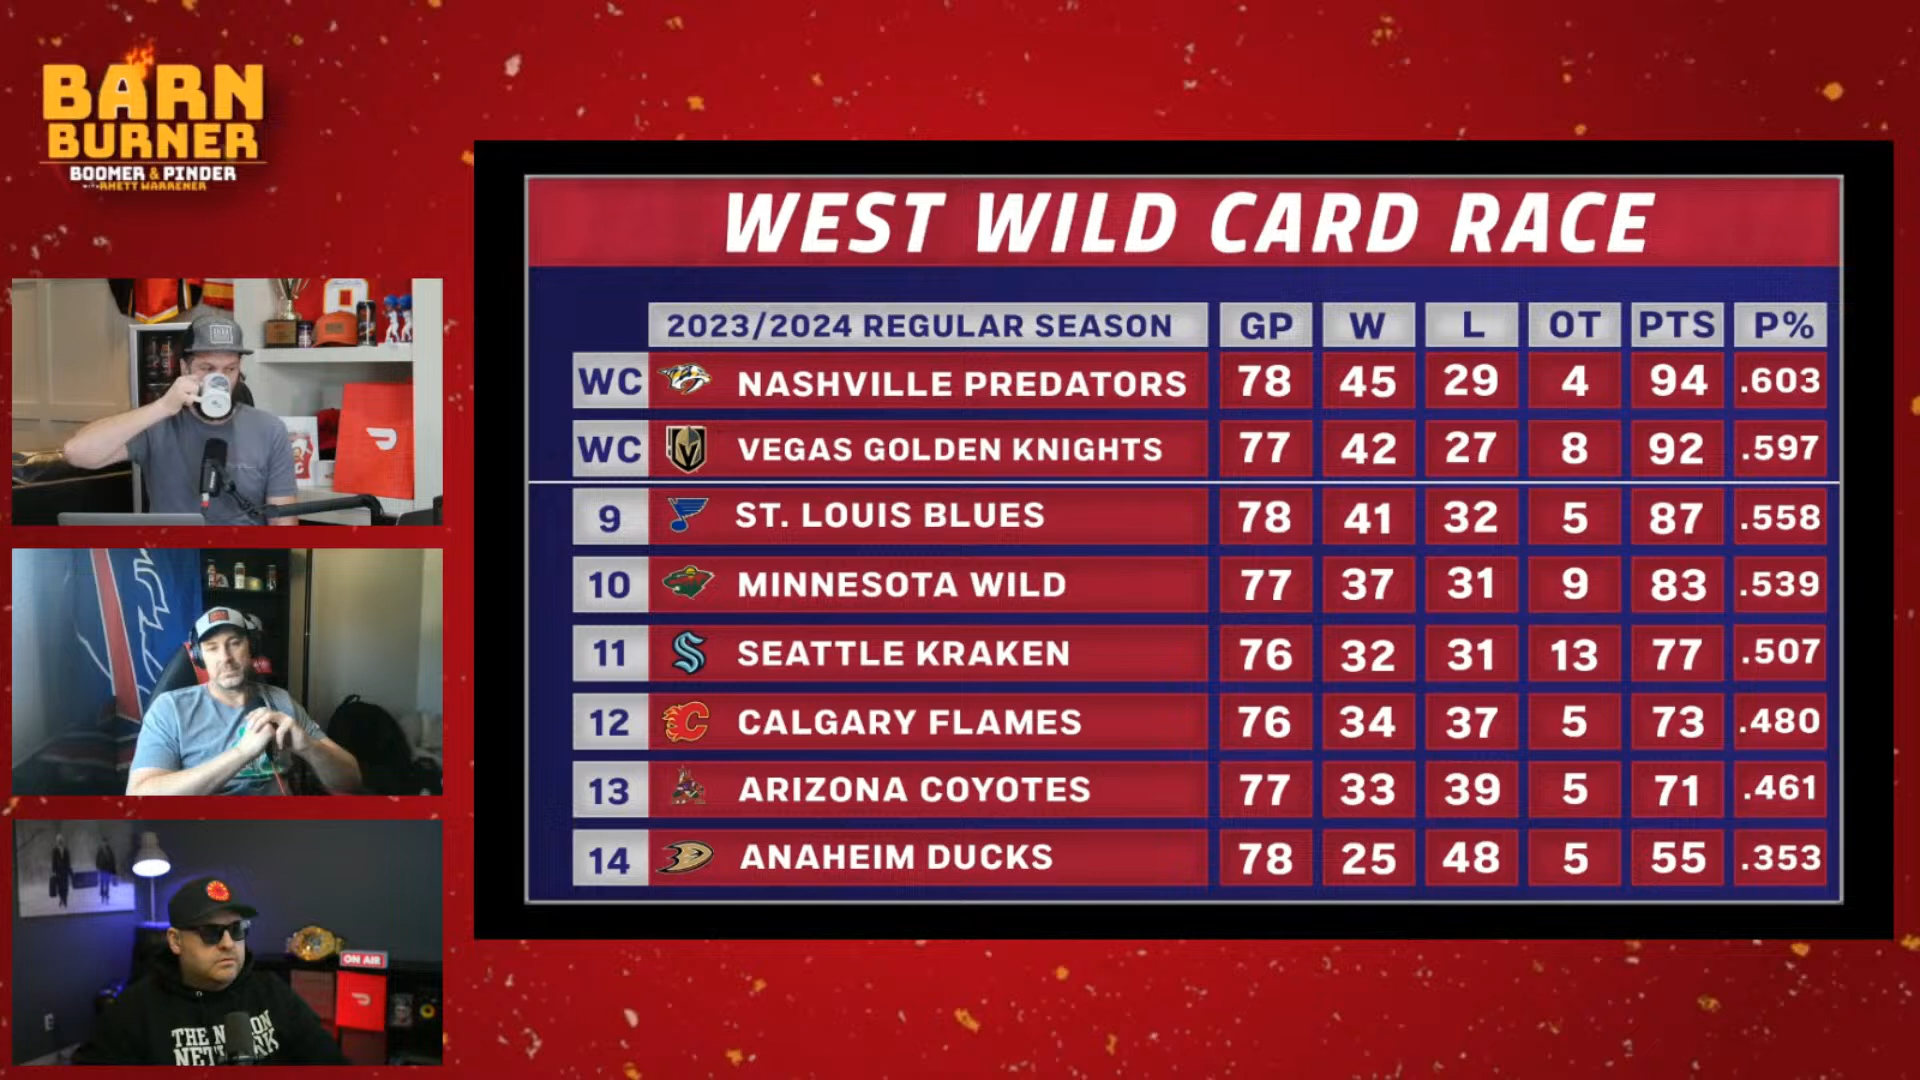 BARN
BURNER
BOOMER & PINDER
WITH RHETT WARRENER
WEST WILD CARD RACE
2023/2024 REGULAR SEASON GP W L OT PTS P%
WC NASHVILLE PREDATORS 78 45 29 4 94 .603
WC VEGAS GOLDEN KNIGHTS 77 42 27 8 92 .597
9 ST. LOUIS BLUES 78 41 32 5 87 .558
10 MINNESOTA WILD 77 37 31 9 83 .539
11 SEATTLE KRAKEN 76 32 31 13 77 .507
12 CALGARY FLAMES 76 34 37 5 73 .480
13 ARIZONA COYOTES 77 33 39 5 71 .461
14 ANAHEIM DUCKS 78 25 48 5 55 .353
ON AIR
THE